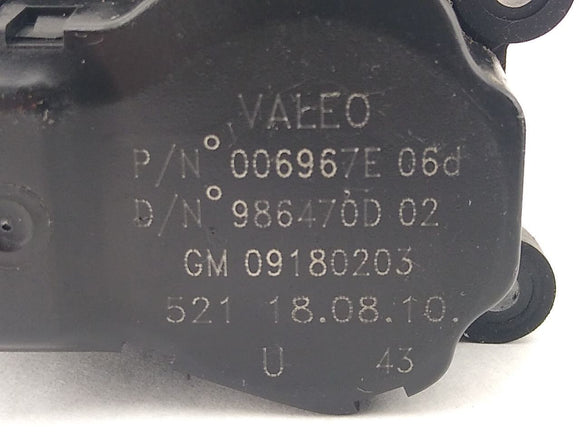 VALEO
P/N° 006967E 06d
D/N° 986470D 02
GM 09180203
521 18.08.10.
U 43